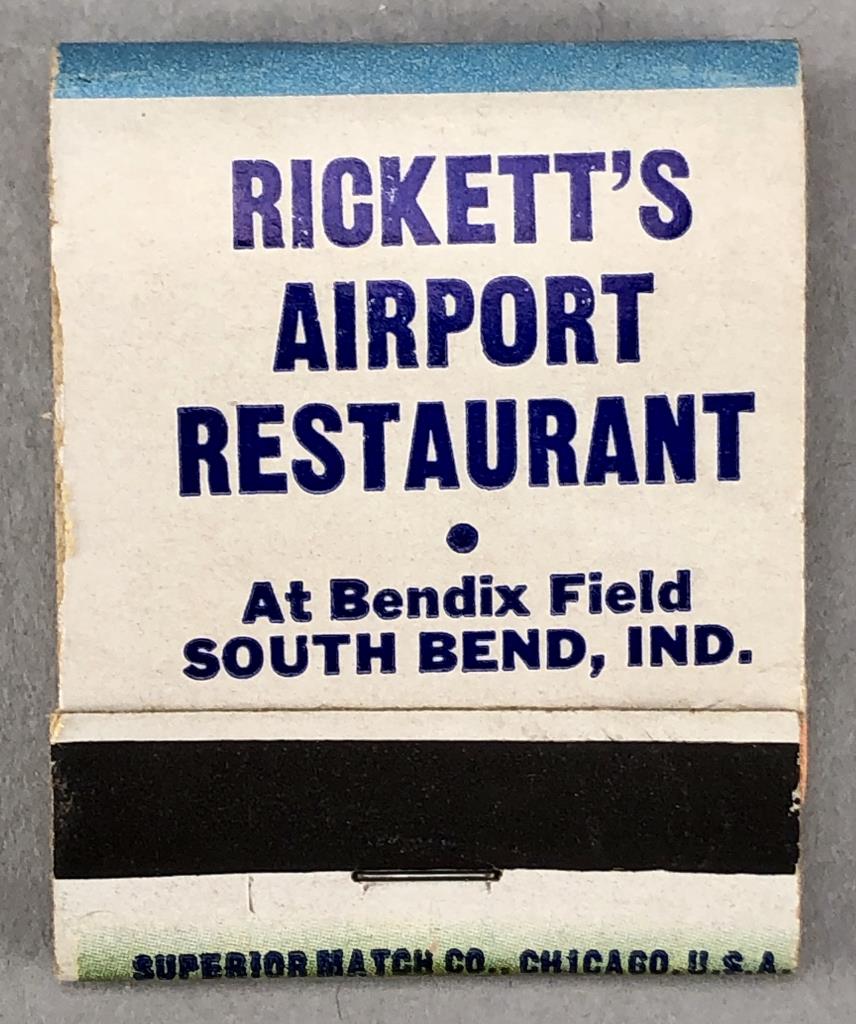 RICKETT'S
AIRPORT
RESTAURANT
•
At Bendix Field
SOUTH BEND, IND.
SUPERIOR MATCH CO., CHICAGO, U.S.A.